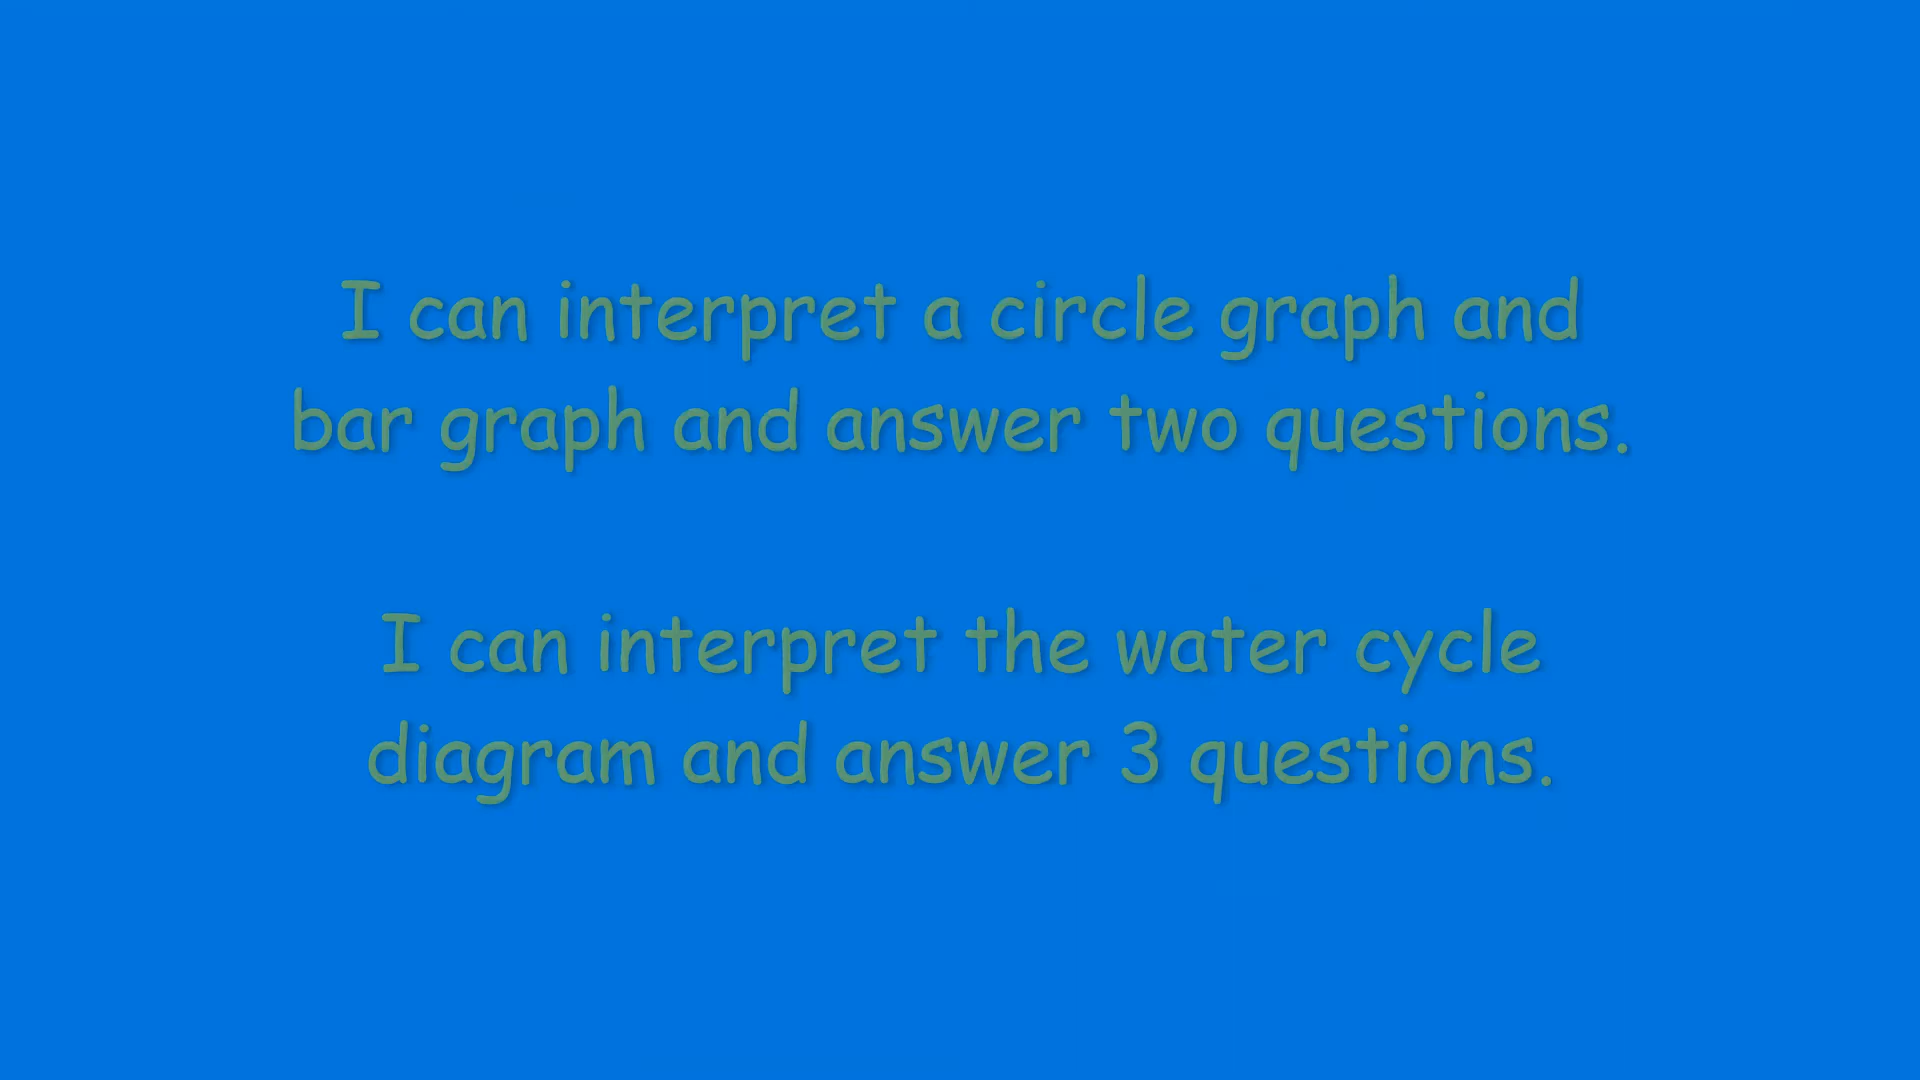 I can interpret a circle graph and
bar graph and answer two questions.
I can interpret the water cycle
diagram and answer 3 questions.